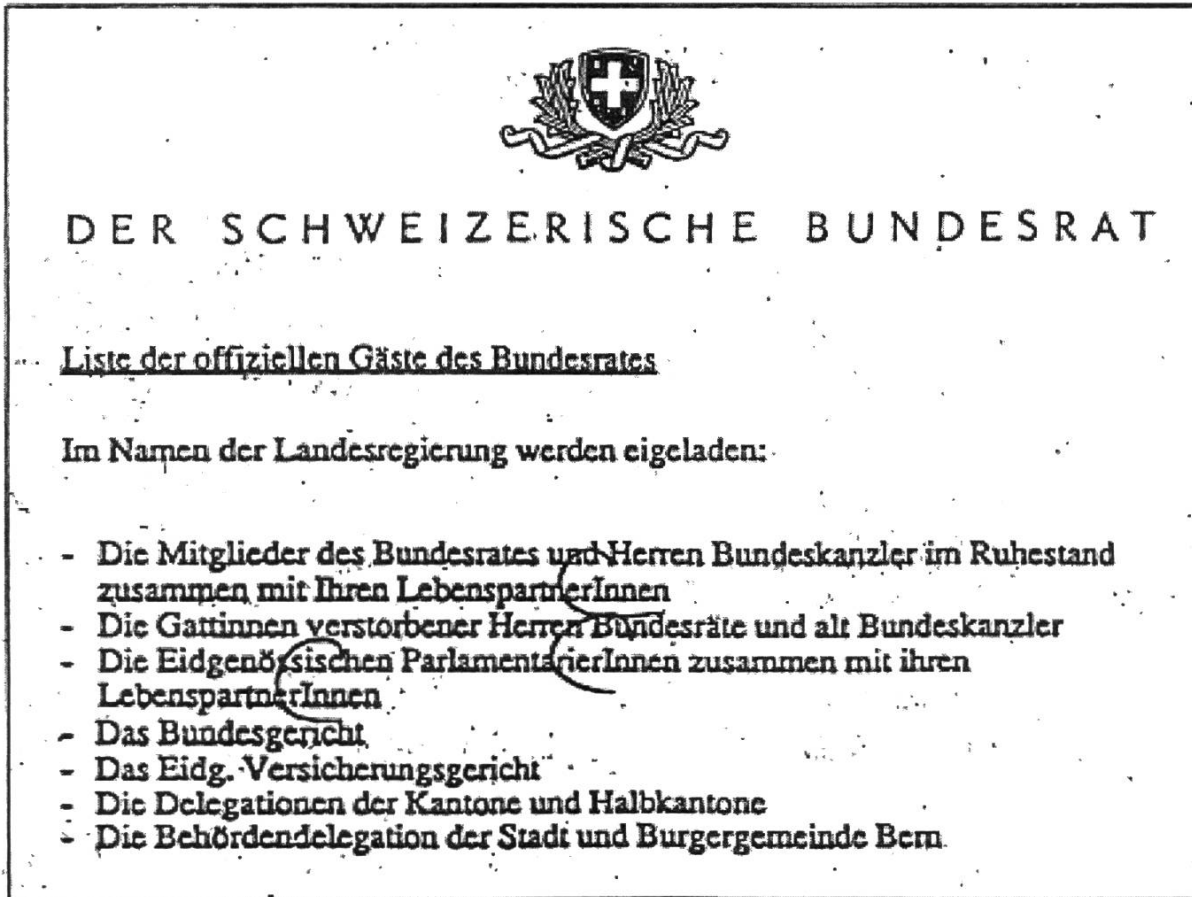 DER SCHWEIZERISCHE BUNDESRAT
Liste der offiziellen Gäste des Bundesrates
Im Namen der Landesregierung werden eigeladen:
- Die Mitglieder des Bundesrates und Herren Bundeskanzler im Ruhestand
zusammen mit Ihren LebenspartnerInnen
- Die Gattinnen verstorbener Herren Bundesräte und alt Bundeskanzler
- Die Eidgenössischen ParlamentarierInnen zusammen mit ihren
LebenspartnerInnen
- Das Bundesgericht
- Das Eidg. Versicherungsgericht
- Die Delegationen der Kantone und Halbkantone
- Die Behördendelegation der Stadt und Burgergemeinde Bern